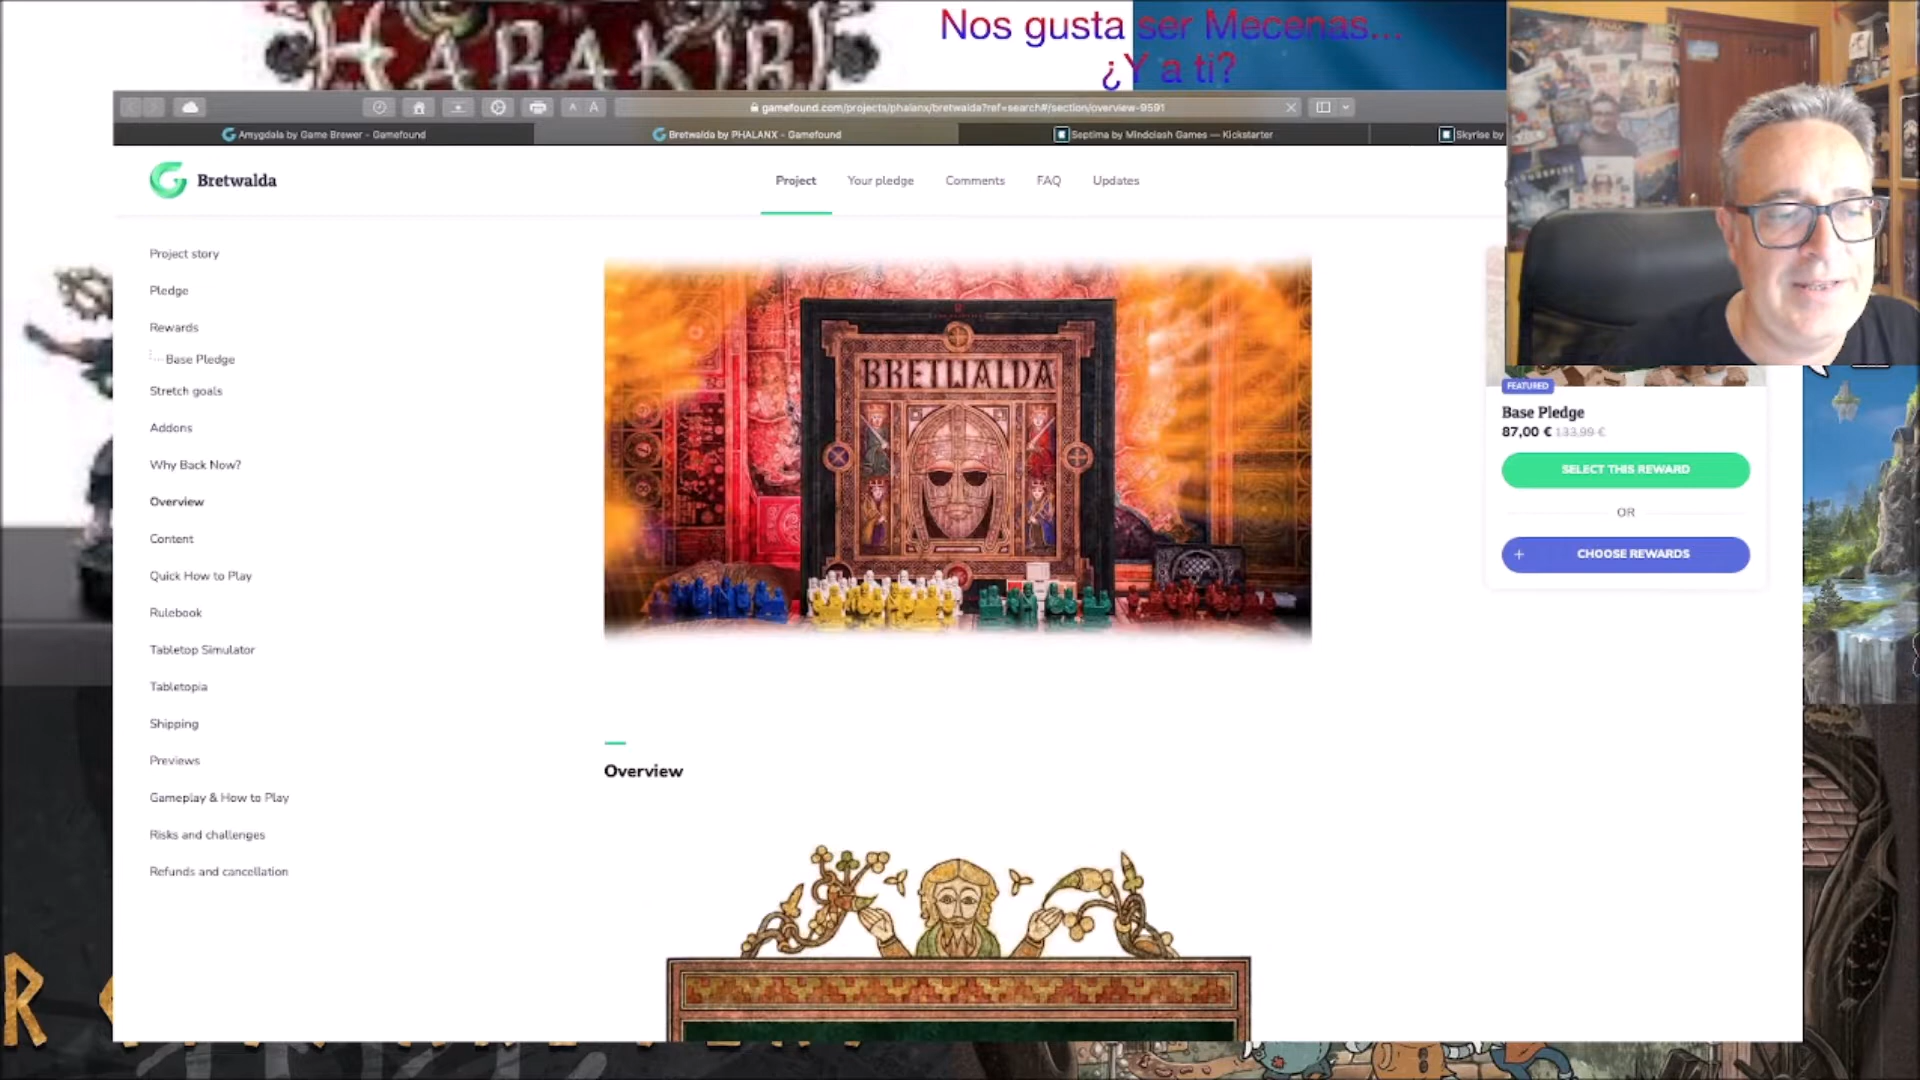 HARAKIRI
Nos gusta ser Mecenas...
¿Y a ti?
A A
gamefound.com/projects/phalanx/bretwalda?ref=search#/section/overview-9591
Amygdala by Game Brewer - Gamefound
Bretwalda by PHALANX - Gamefound
Septima by Mindclash Games — Kickstarter
Skyrise by
Bretwalda
Project
Your pledge
Comments
FAQ
Updates
Project story
Pledge
Rewards
Base Pledge
Stretch goals
Addons
Why Back Now?
Overview
Content
Quick How to Play
Rulebook
Tabletop Simulator
Tabletopia
Shipping
Previews
Gameplay & How to Play
Risks and challenges
Refunds and cancellation
BRETWALDA
Overview
FEATURED
Base Pledge
87,00 € 133,99 €
SELECT THIS REWARD
OR
+ CHOOSE REWARDS